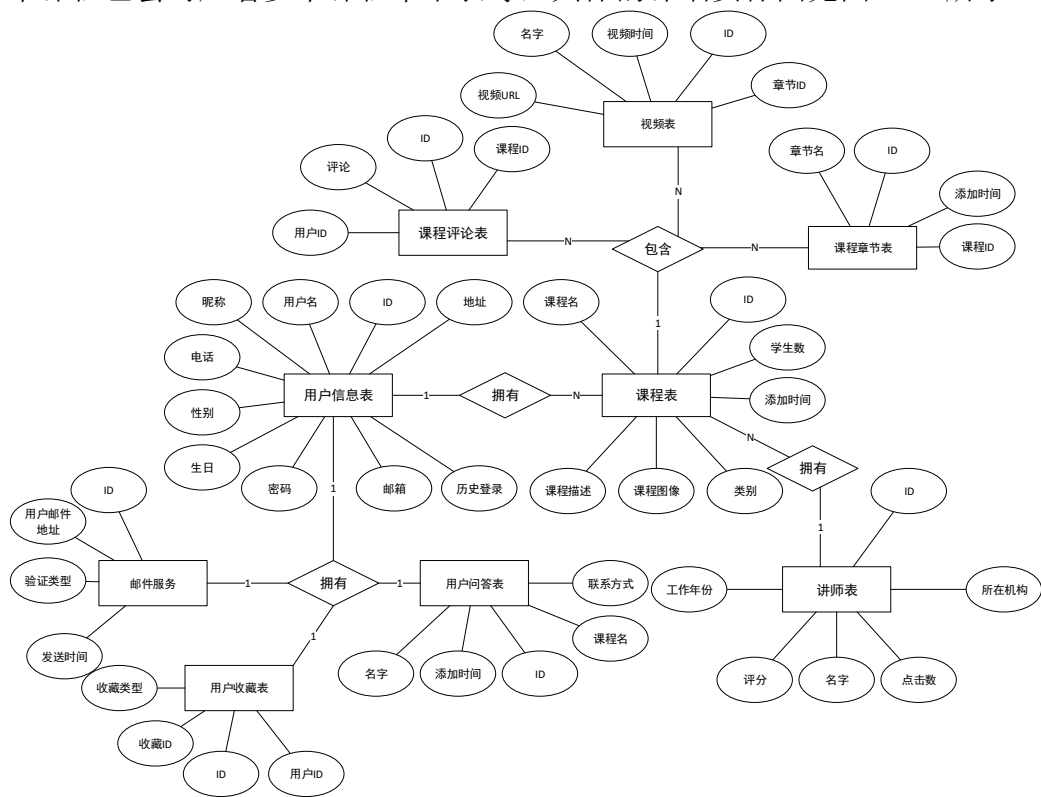 名字
视频时间
ID
视频URL
章节ID
视频表
ID
课程ID
评论
用户ID
课程评论表
N
N
包含
N
章节名
ID
添加时间
课程ID
课程章节表
1
昵称
用户名
ID
地址
电话
性别
生日
用户信息表
密码
邮箱
历史登录
1
拥有
N
课程名
ID
学生数
添加时间
课程表
课程描述
课程图像
类别
N
拥有
1
ID
工作年份
讲师表
所在机构
评分
名字
点击数
1
拥有
1
1
1
ID
用户邮件
地址
验证类型
邮件服务
发送时间
用户问答表
联系方式
课程名
名字
添加时间
ID
收藏类型
用户收藏表
收藏ID
ID
用户ID